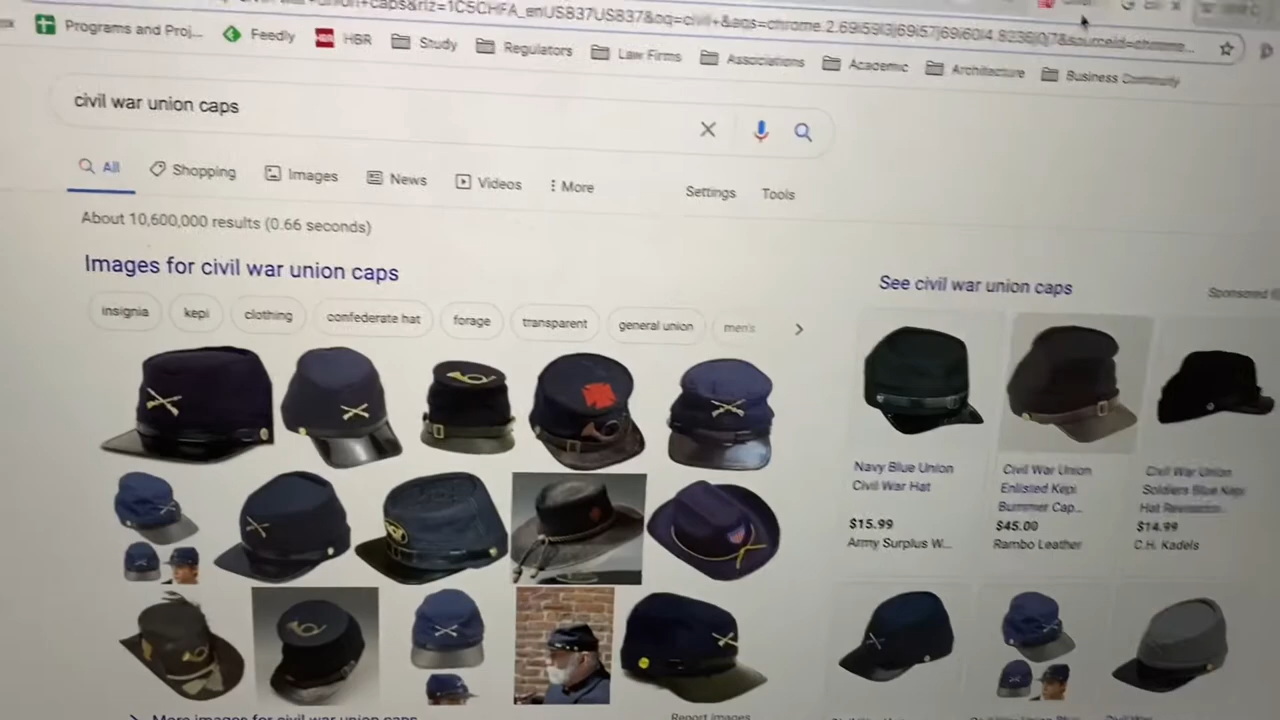 Programs and Proj... Feedly HBR Study Regulators Law Firms Associations Academic Architecture Business Community
civil war union caps
All Shopping Images News Videos More Settings Tools
About 10,600,000 results (0.66 seconds)
Images for civil war union caps
insignia kepi clothing confederate hat forage transparent general union men's
See civil war union caps
Sponsored
Navy Blue Union
Civil War Hat
$15.99
Army Surplus W...
Civil War Union
Enlisted Kepi
Bummer Cap...
$45.00
Rambo Leather
Civil War Union
Soldiers Blue Kepi
Hat
$14.99
C.H. Kadels
More images for civil war union caps
Report images